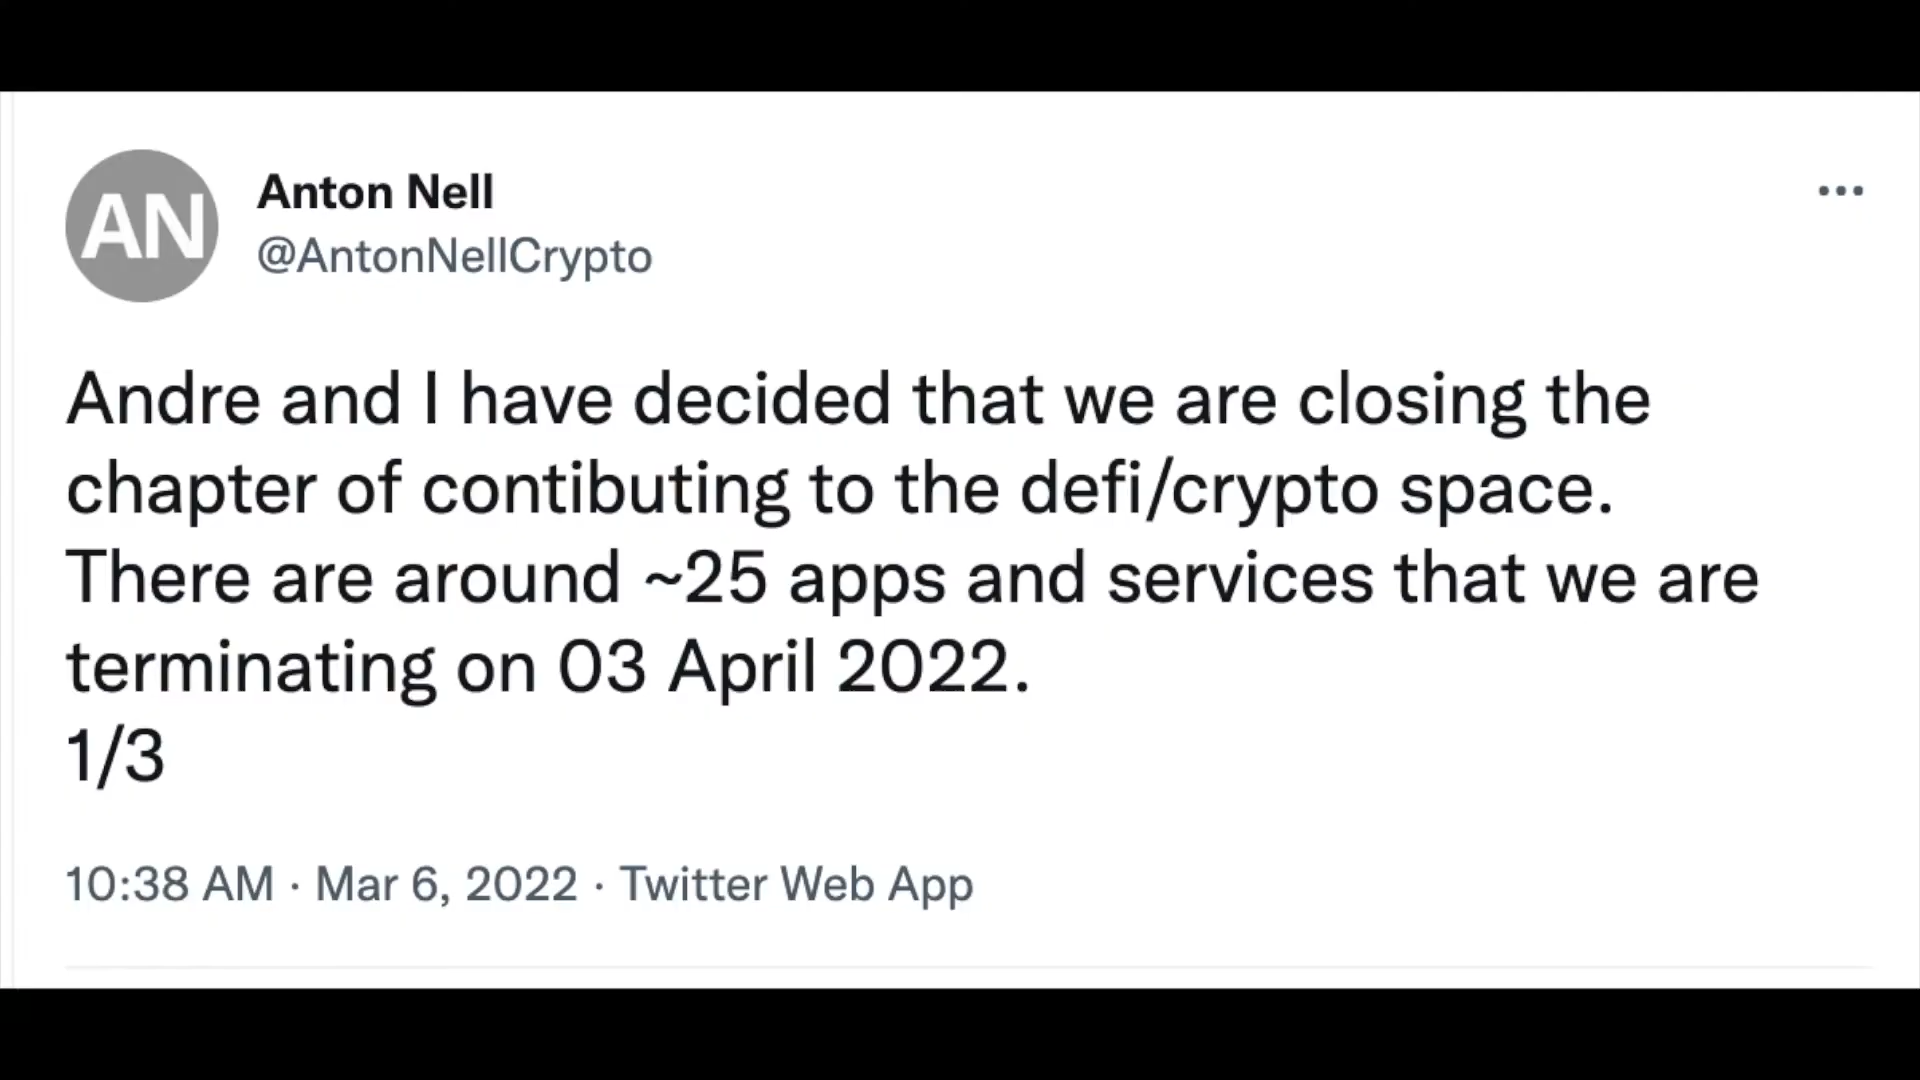 AN
Anton Nell
@AntonNellCrypto
Andre and I have decided that we are closing the
chapter of contibuting to the defi/crypto space.
There are around ~25 apps and services that we are
terminating on 03 April 2022.
1/3
10:38 AM · Mar 6, 2022 · Twitter Web App